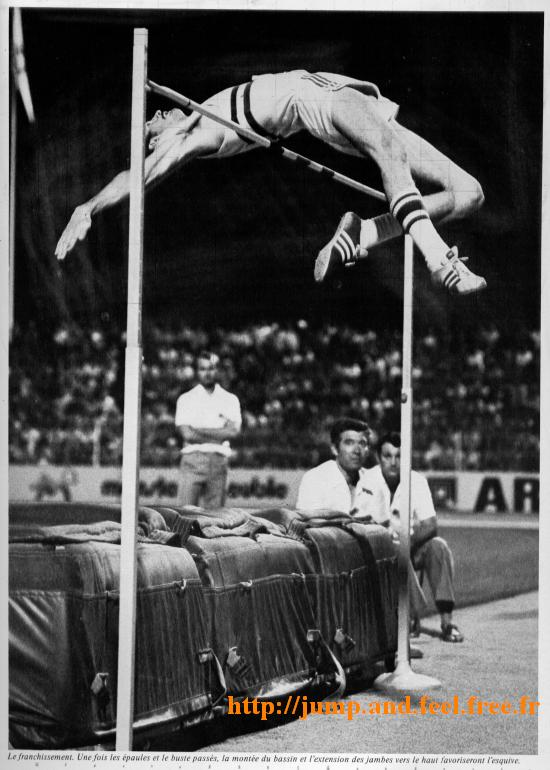 AR
http://jump.and.feel.free.fr
Le franchissement. Une fois les épaules et le buste passés, la montée du bassin et l'extension des jambes vers le haut favoriseront l'esquive.